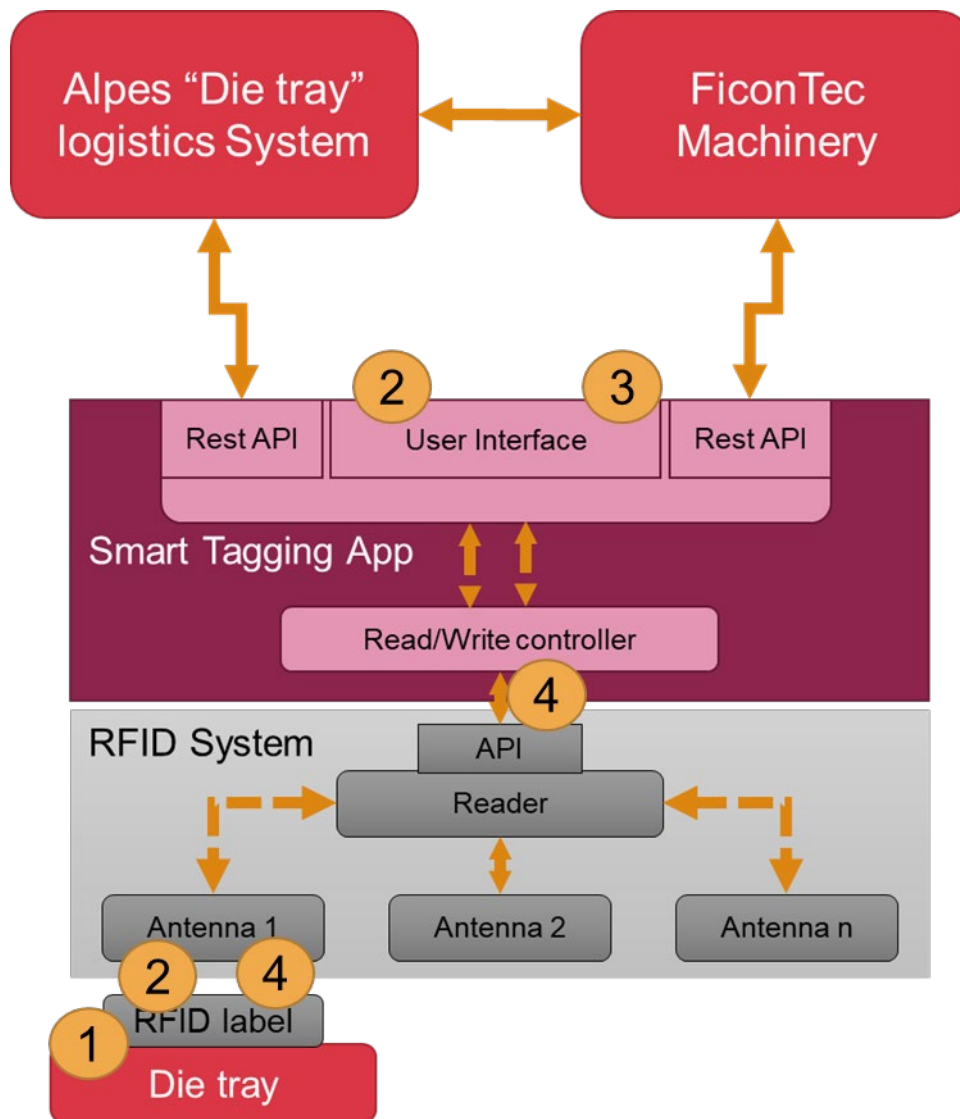 Alpes “Die tray”
logistics System
FiconTec
Machinery
2
3
Rest API
User Interface
Rest API
Smart Tagging App
Read/Write controller
4
RFID System
API
Reader
Antenna 1
Antenna 2
Antenna n
2
4
RFID label
1
Die tray